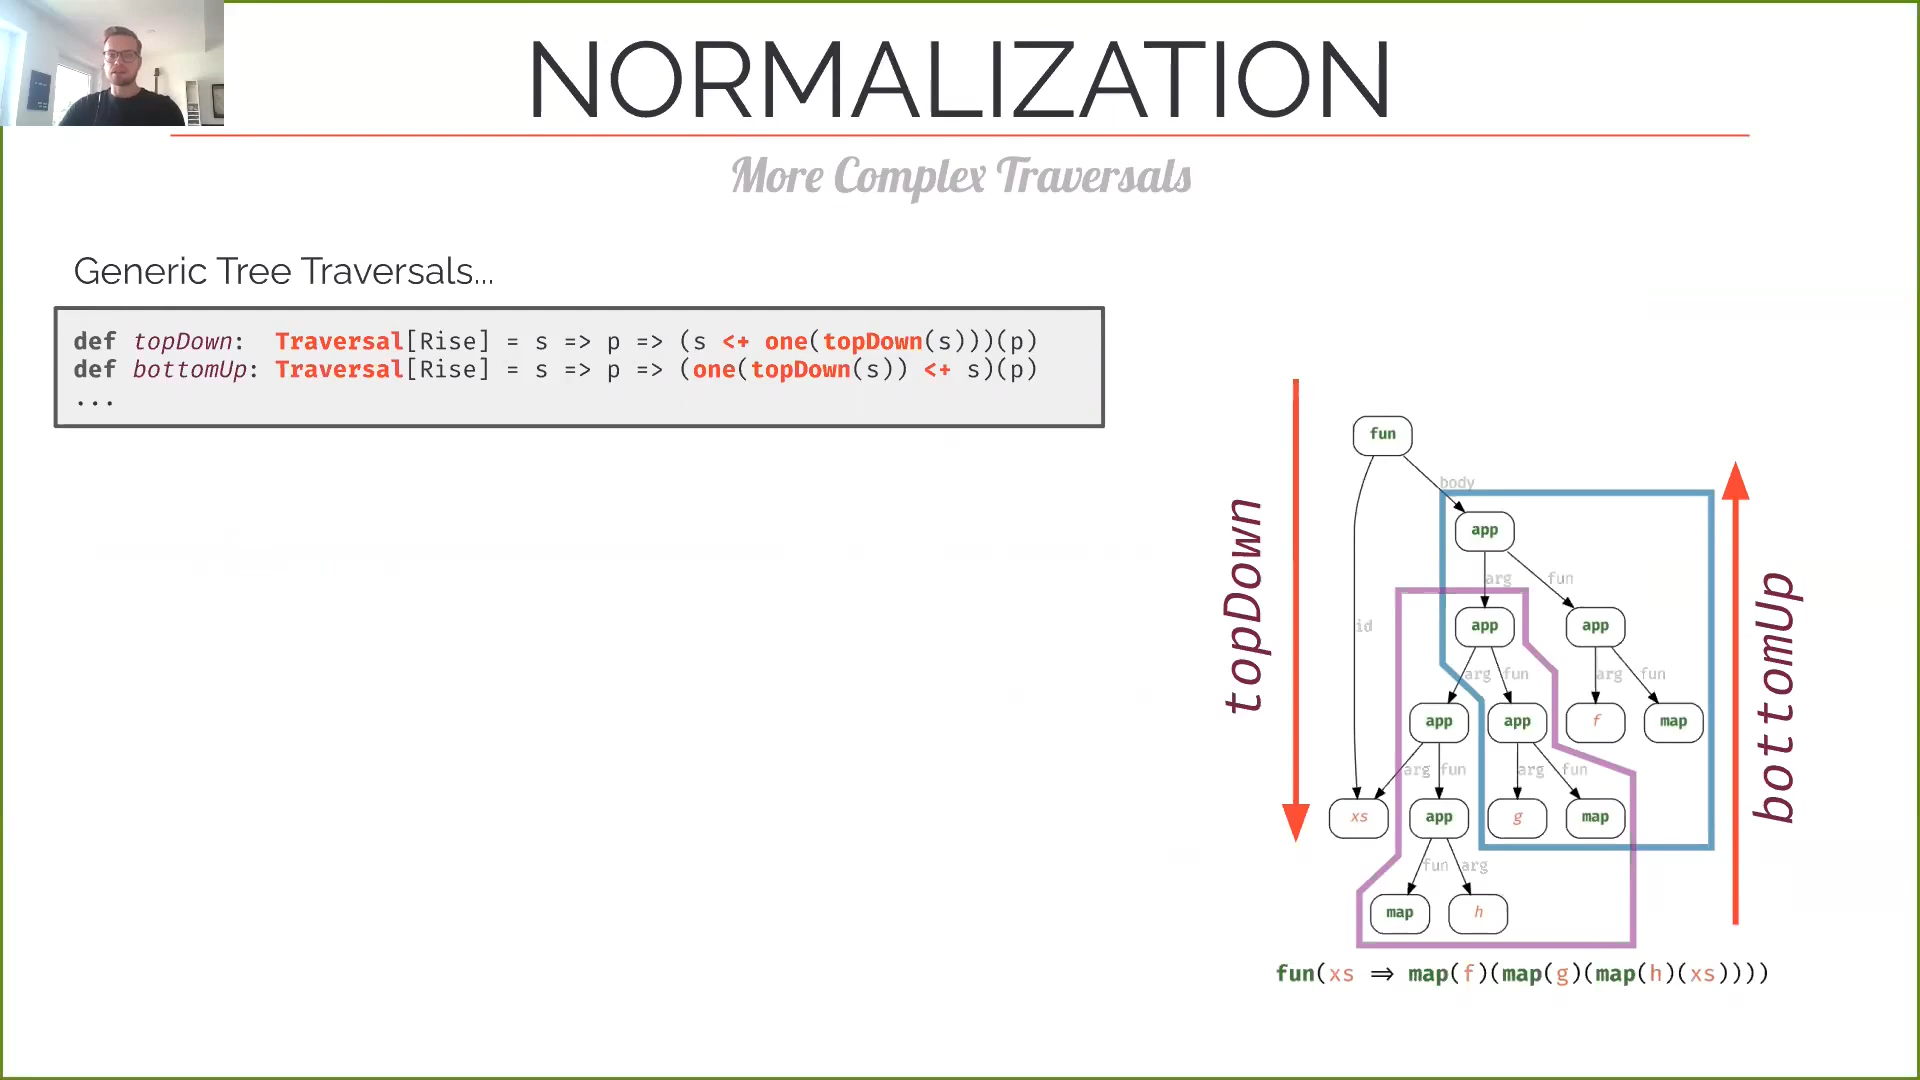 NORMALIZATION
More Complex Traversals
Generic Tree Traversals...
def topDown: Traversal[Rise] = s => p => (s <+ one(topDown(s)))(p)
def bottomUp: Traversal[Rise] = s => p => (one(topDown(s)) <+ s)(p)
...
topDown
bottomUp
fun
body
app
arg fun
id
app app
arg fun arg fun
app app f map
arg fun arg fun
xs app g map
fun arg
map h
fun(xs ⇒ map(f)(map(g)(map(h)(xs))))